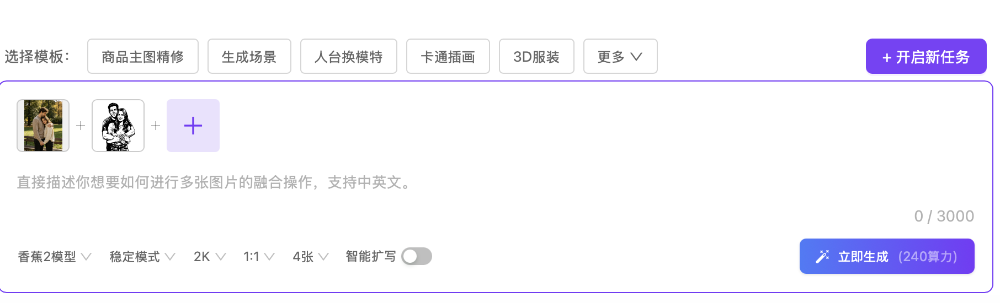 选择模板： 商品主图精修 生成场景 人台换模特 卡通插画 3D服装 更多 + 开启新任务
直接描述你想要如何进行多张图片的融合操作，支持中英文。
0 / 3000
香蕉2模型 稳定模式 2K 1:1 4张 智能扩写 立即生成 (240算力)